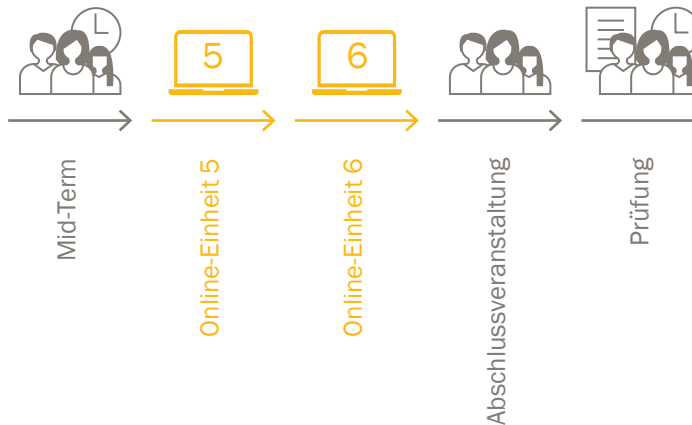 5
6
Mid-Term
Online-Einheit 5
Online-Einheit 6
Abschlussveranstaltung
Prüfung